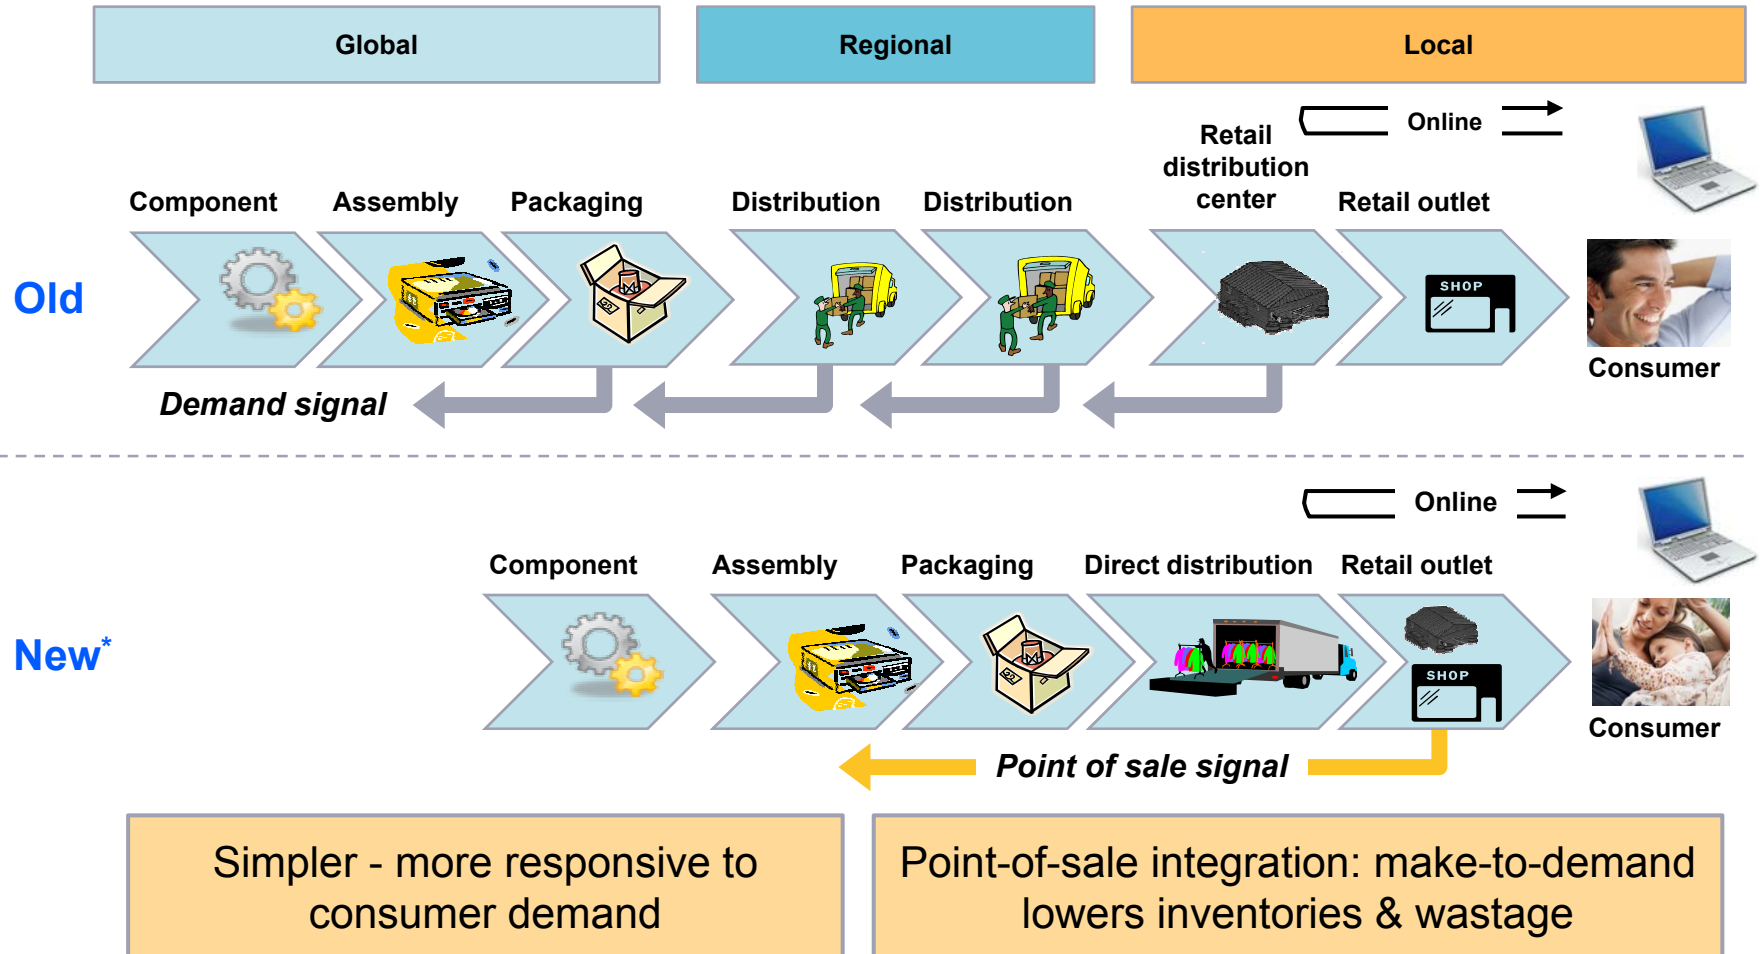 Global
Regional
Local
Online
Retail
distribution
center
Component
Assembly
Packaging
Distribution
Distribution
Retail outlet
Old
SHOP
Consumer
Demand signal
Online
Component
Assembly
Packaging
Direct distribution
Retail outlet
New*
SHOP
Consumer
Point of sale signal
Simpler - more responsive to
consumer demand
Point-of-sale integration: make-to-demand
lowers inventories & wastage